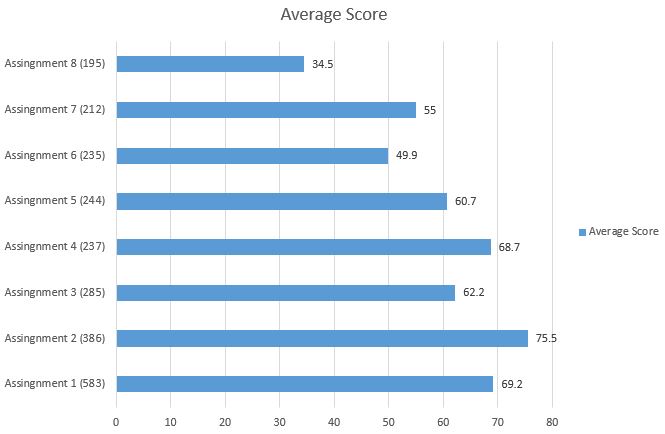 Average Score
Assingnment 8 (195)
34.5
Assingnment 7 (212)
55
Assingnment 6 (235)
49.9
Assingnment 5 (244)
60.7
Assingnment 4 (237)
68.7
Assingnment 3 (285)
62.2
Assingnment 2 (386)
75.5
Assingnment 1 (583)
69.2
0 10 20 30 40 50 60 70 80
Average Score